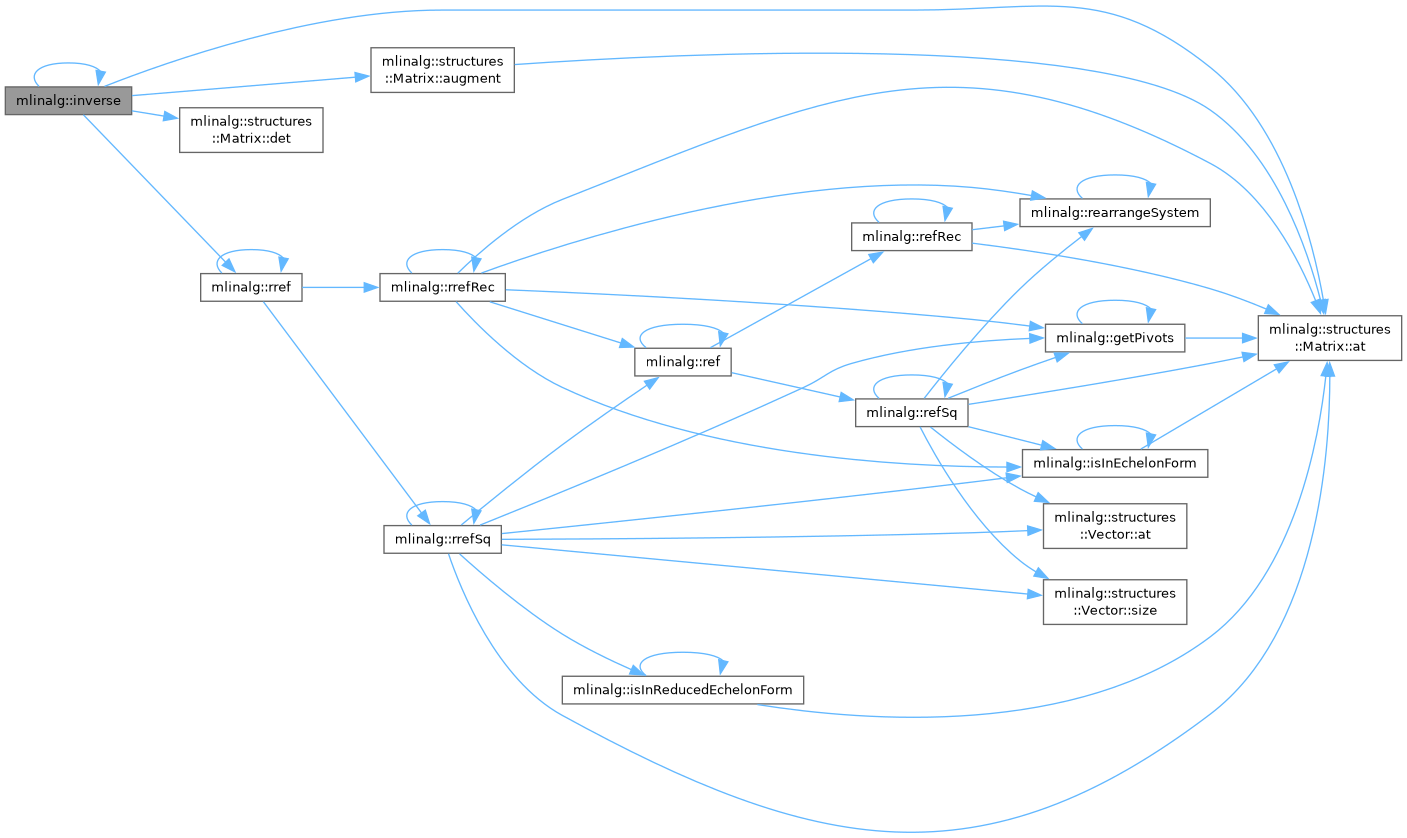 mlinalg::inverse
mlinalg::structures
::Matrix::augment
mlinalg::structures
::Matrix::det
mlinalg::rref
mlinalg::rrefRec
mlinalg::rrefSq
mlinalg::ref
mlinalg::refRec
mlinalg::refSq
mlinalg::rearrangeSystem
mlinalg::getPivots
mlinalg::isInEchelonForm
mlinalg::structures
::Vector::at
mlinalg::structures
::Vector::size
mlinalg::isInReducedEchelonForm
mlinalg::structures
::Matrix::at